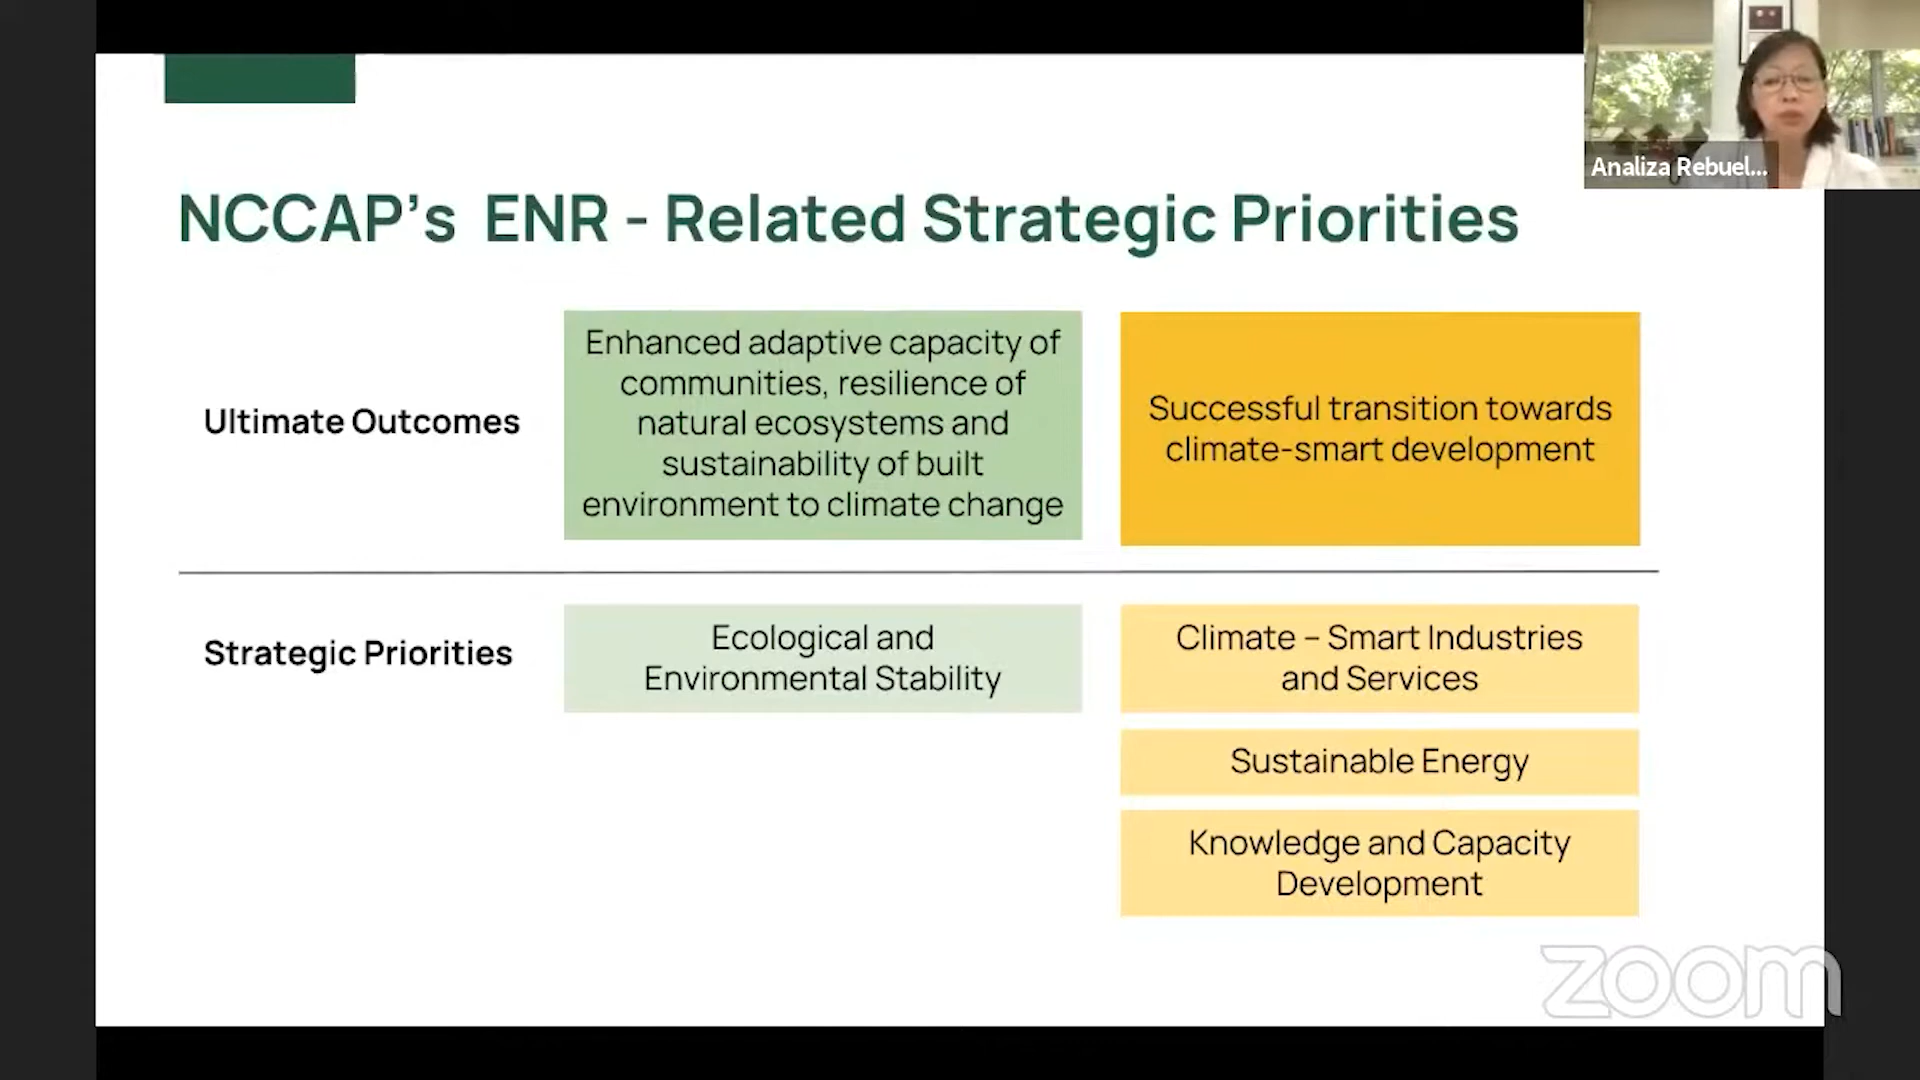 Analiza Rebuel...
NCCAP's ENR - Related Strategic Priorities
Ultimate Outcomes
Enhanced adaptive capacity of
communities, resilience of
natural ecosystems and
sustainability of built
environment to climate change
Successful transition towards
climate-smart development
Strategic Priorities
Ecological and
Environmental Stability
Climate – Smart Industries
and Services
Sustainable Energy
Knowledge and Capacity
Development
zoom